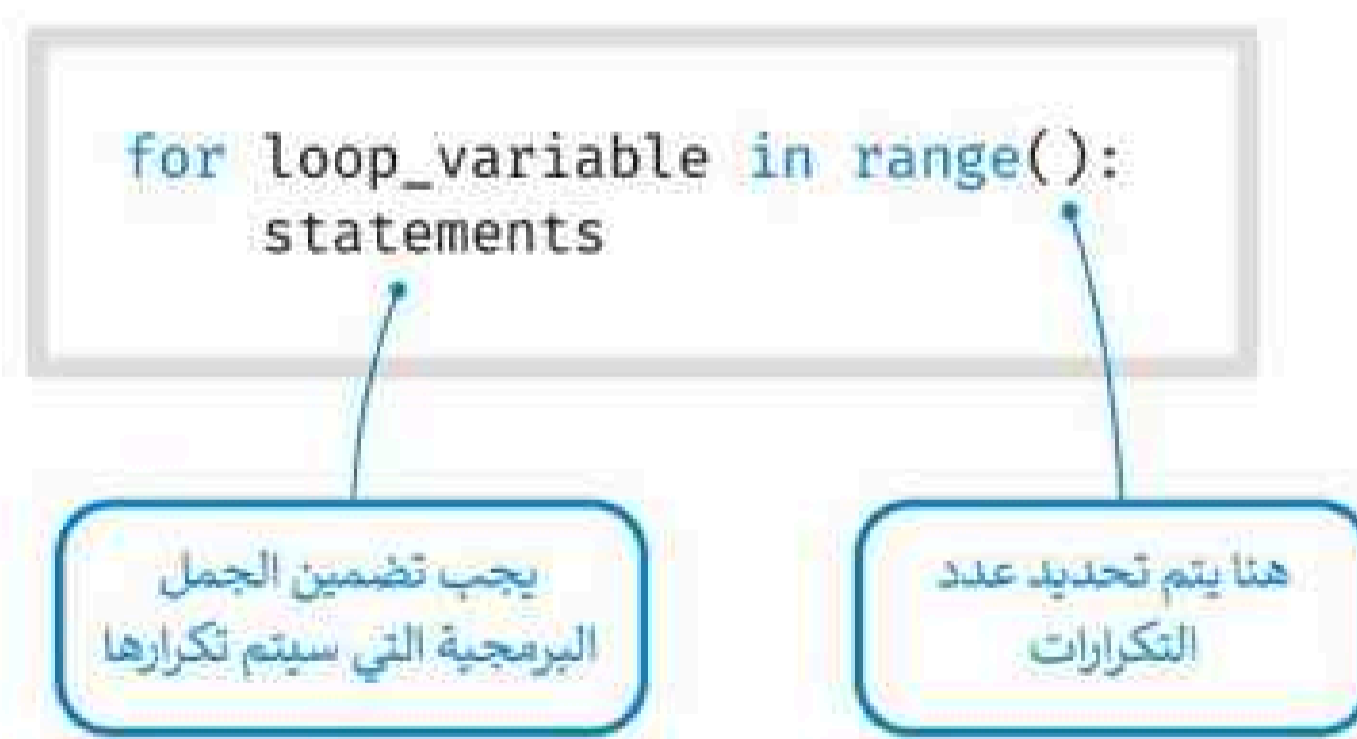 for loop_variable in range():
statements
يجب تضمين الجمل
البرمجية التي سيتم تكرارها
هنا يتم تحديد عدد
التكرارات